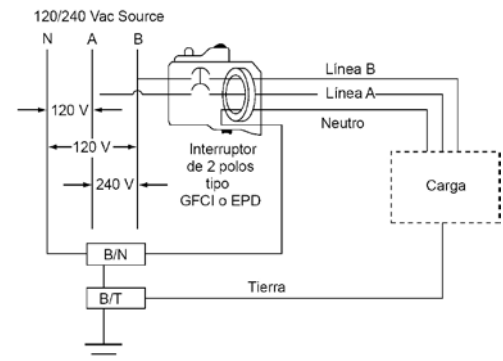 120/240 Vac Source
N A B
Línea B
Línea A
Neutro
120 V
120 V
240 V
Interruptor
de 2 polos
tipo
GFCI o EPD
Carga
B/N
B/T
Tierra